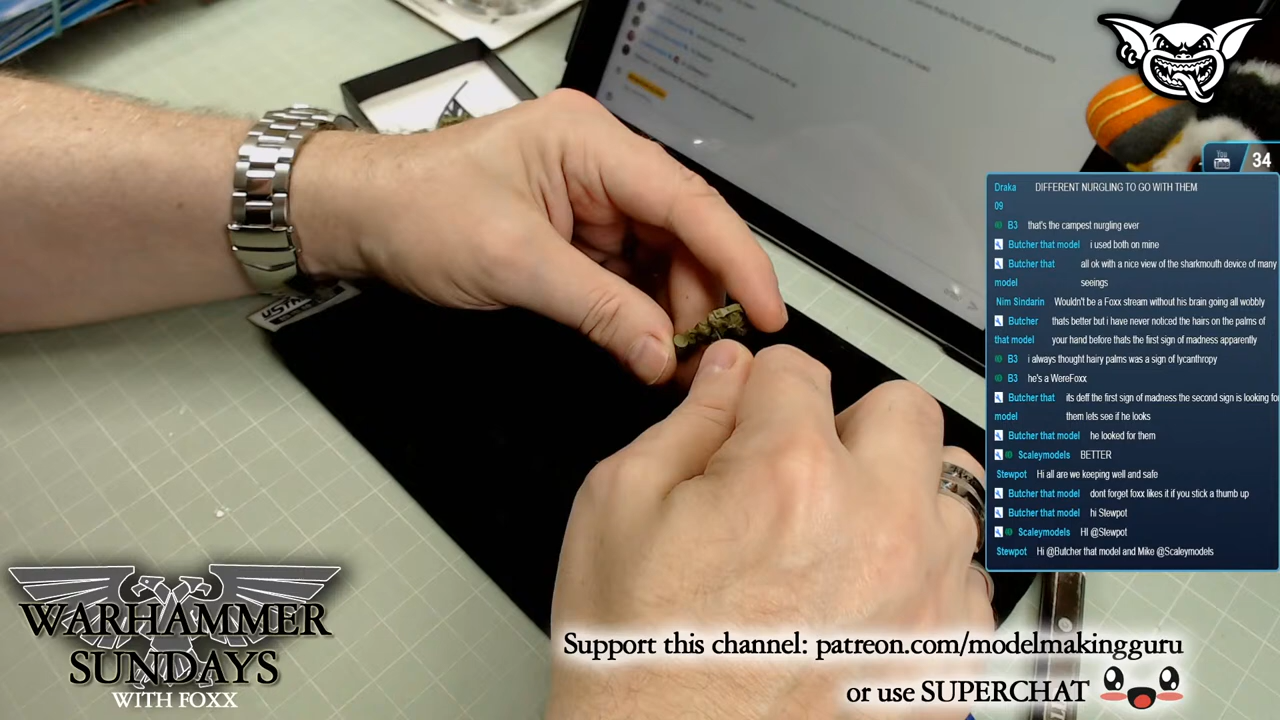 You
Tube
34
Draka DIFFERENT NURGLING TO GO WITH THEM
09
B3 that's the campest nurgling ever
Butcher that model i used both on mine
Butcher that all ok with a nice view of the sharkmouth device of many
model seeings
Nim Sindarin Wouldn't be a Foxx stream without his brain going all wobbly
Butcher thats better but i have never noticed the hairs on the palms of
that model your hand before thats the first sign of madness apparently
B3 i always thought hairy palms was a sign of lycanthropy
B3 he's a WereFoxx
Butcher that its deff the first sign of madness the second sign is looking for
model them lets see if he looks
Butcher that model he looked for them
Scaleymodels BETTER
Stewpot Hi all are we keeping well and safe
Butcher that model dont forget foxx likes it if you stick a thumb up
Butcher that model hi Stewpot
Scaleymodels HI @Stewpot
Stewpot Hi @Butcher that model and Mike @Scaleymodels
WARHAMMER
SUNDAYS
WITH FOXX
Support this channel: patreon.com/modelmakingguru
or use SUPERCHAT